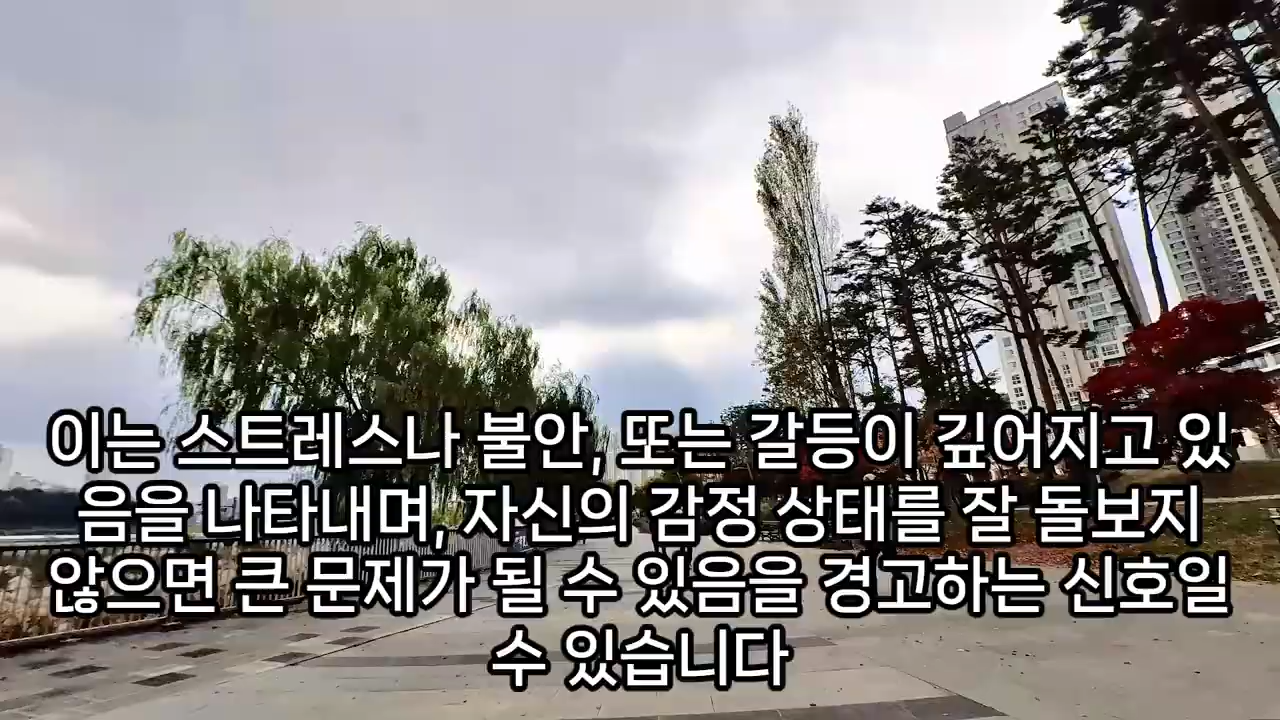 이는 스트레스나 불안, 또는 갈등이 깊어지고 있
음을 나타내며, 자신의 감정 상태를 잘 돌보지
않으면 큰 문제가 될 수 있음을 경고하는 신호일
수 있습니다